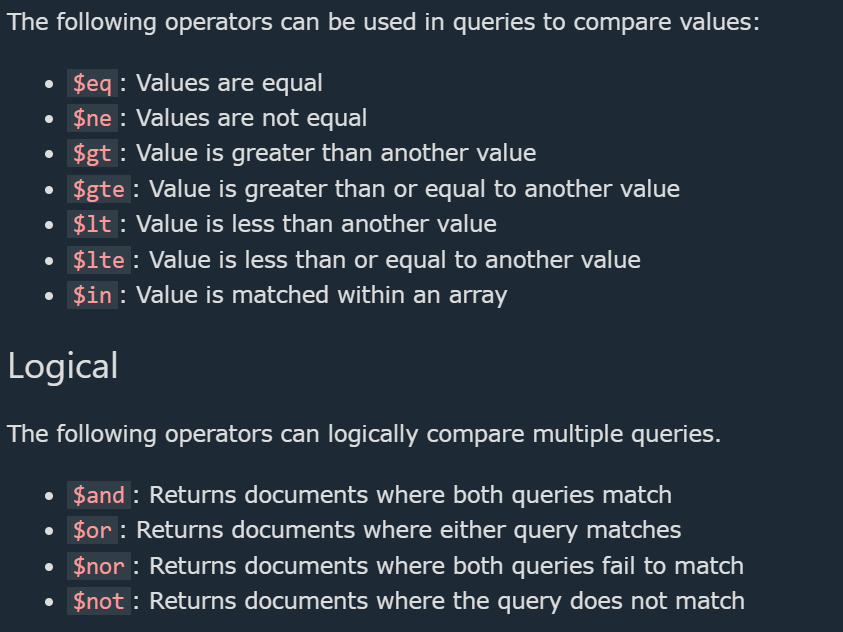 The following operators can be used in queries to compare values:
• $eq: Values are equal
• $ne: Values are not equal
• $gt: Value is greater than another value
• $gte: Value is greater than or equal to another value
• $lt: Value is less than another value
• $lte: Value is less than or equal to another value
• $in: Value is matched within an array
Logical
The following operators can logically compare multiple queries.
• $and: Returns documents where both queries match
• $or: Returns documents where either query matches
• $nor: Returns documents where both queries fail to match
• $not: Returns documents where the query does not match